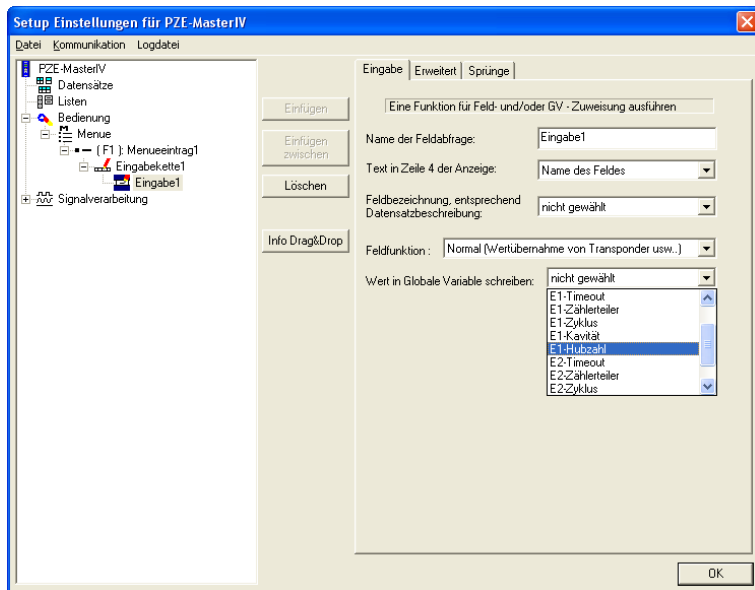 Setup Einstellungen für PZE-MasterIV
Datei Kommunikation Logdatei
PZE-MasterIV
Datensätze
Listen
Bedienung
Menue
( F1 ): Menueeintrag1
Eingabekette1
Eingabe1
Signalverarbeitung
Einfügen
Einfügen
zwischen
Löschen
Info Drag&Drop
Eingabe Erweitert Sprünge
Eine Funktion für Feld- und/oder GV - Zuweisung ausführen
Name der Feldabfrage: Eingabe1
Text in Zeile 4 der Anzeige: Name des Feldes
Feldbezeichnung, entsprechend
Datensatzbeschreibung: nicht gewählt
Feldfunktion : Normal (Wertübernahme von Transponder usw..)
Wert in Globale Variable schreiben: nicht gewählt
E1-Timeout
E1-Zählerteiler
E1-Zyklus
E1-Kavität
E1-Hubzahl
E2-Timeout
E2-Zählerteiler
E2-Zyklus
OK